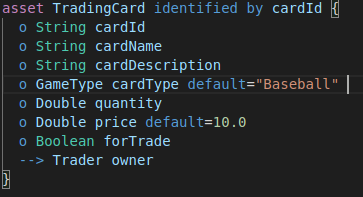 asset TradingCard identified by cardId {
o String cardId
o String cardName
o String cardDescription
o GameType cardType default="Baseball"
o Double quantity
o Double price default=10.0
o Boolean forTrade
--> Trader owner
}